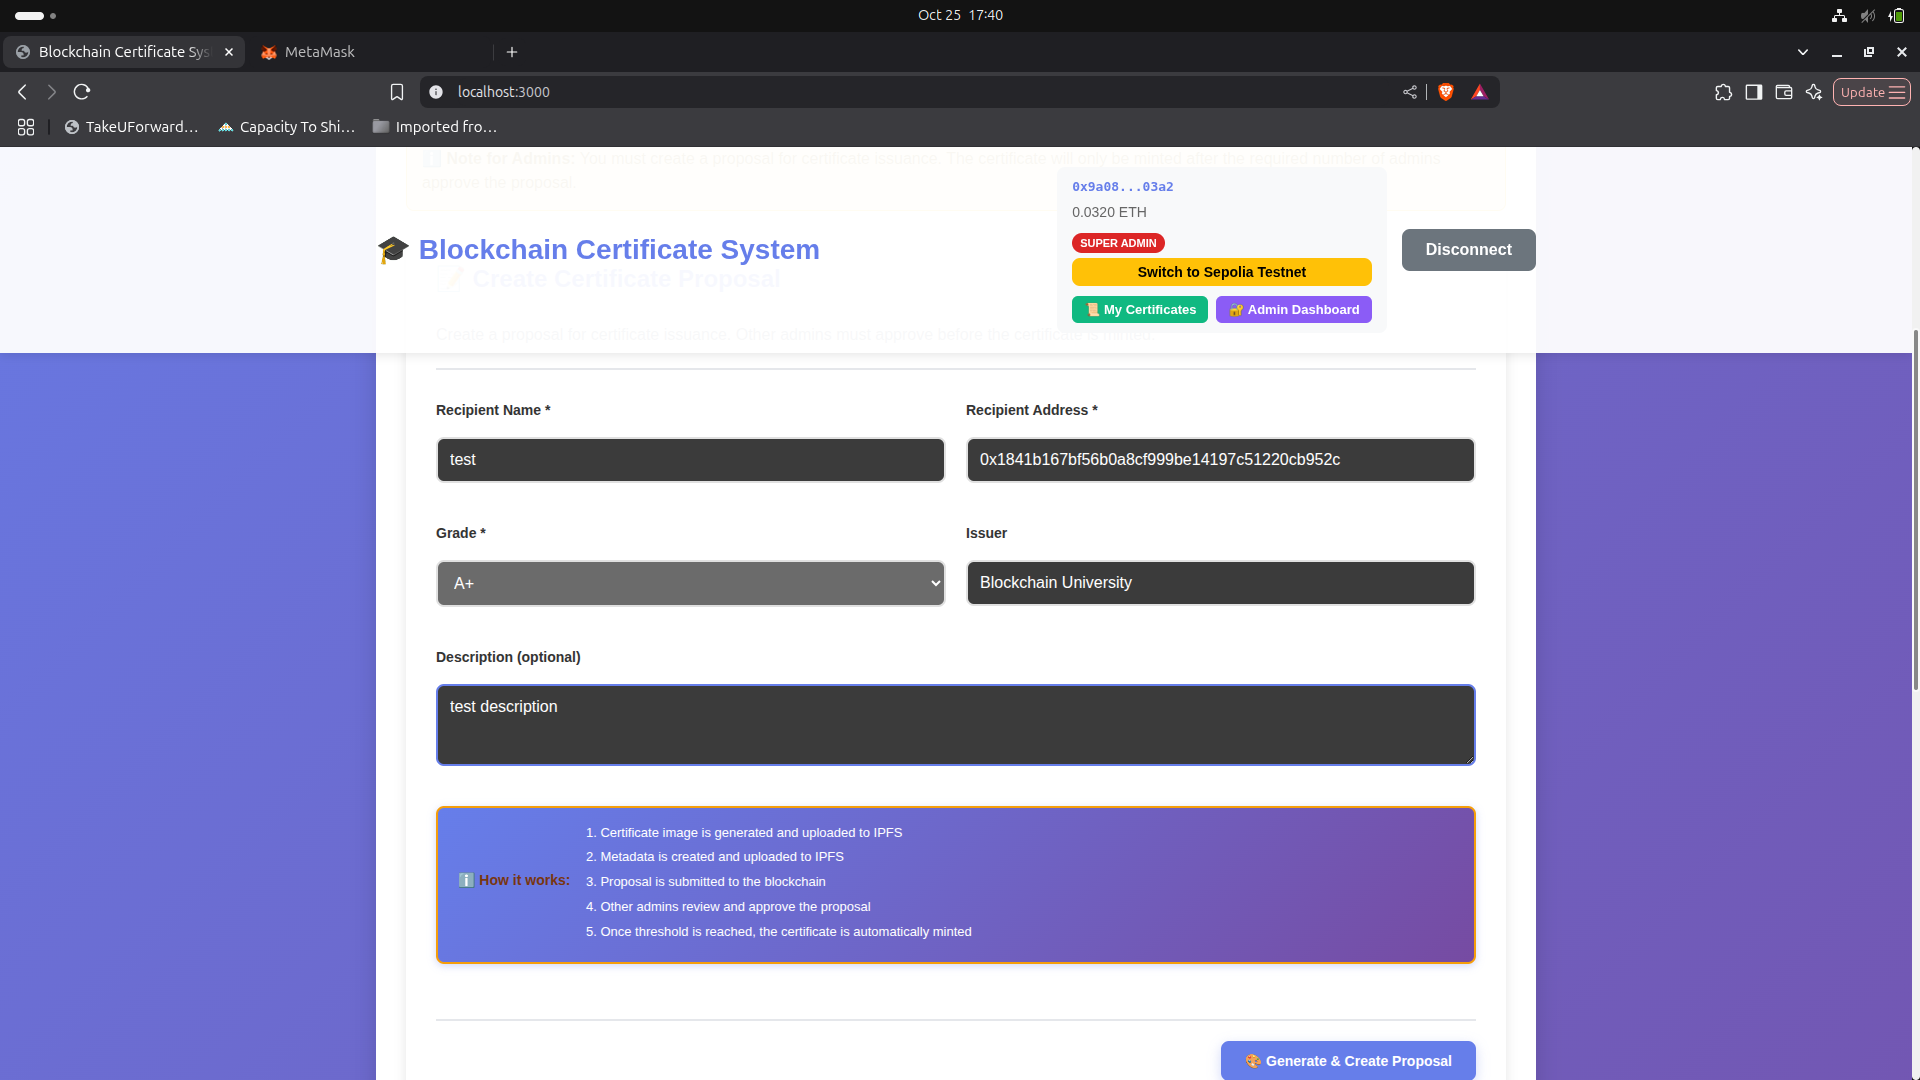 Oct 25 17:40
Blockchain Certificate Sys
MetaMask
localhost:3000
Update
TakeUForward...
Capacity To Shi...
Imported fro...
Note for Admins: You must create a proposal for certificate issuance. The certificate will only be minted after the required number of admins
approve the proposal.
0x9a08...03a2
0.0320 ETH
SUPER ADMIN
Switch to Sepolia Testnet
📜 My Certificates
🔐 Admin Dashboard
Disconnect
🎓 Blockchain Certificate System
📝 Create Certificate Proposal
Create a proposal for certificate issuance. Other admins must approve before the certificate is minted.
Recipient Name *
Recipient Address *
test
0x1841b167bf56b0a8cf999be14197c51220cb952c
Grade *
Issuer
A+
Blockchain University
Description (optional)
test description
ℹ️ How it works:
1. Certificate image is generated and uploaded to IPFS
2. Metadata is created and uploaded to IPFS
3. Proposal is submitted to the blockchain
4. Other admins review and approve the proposal
5. Once threshold is reached, the certificate is automatically minted
🎨 Generate & Create Proposal